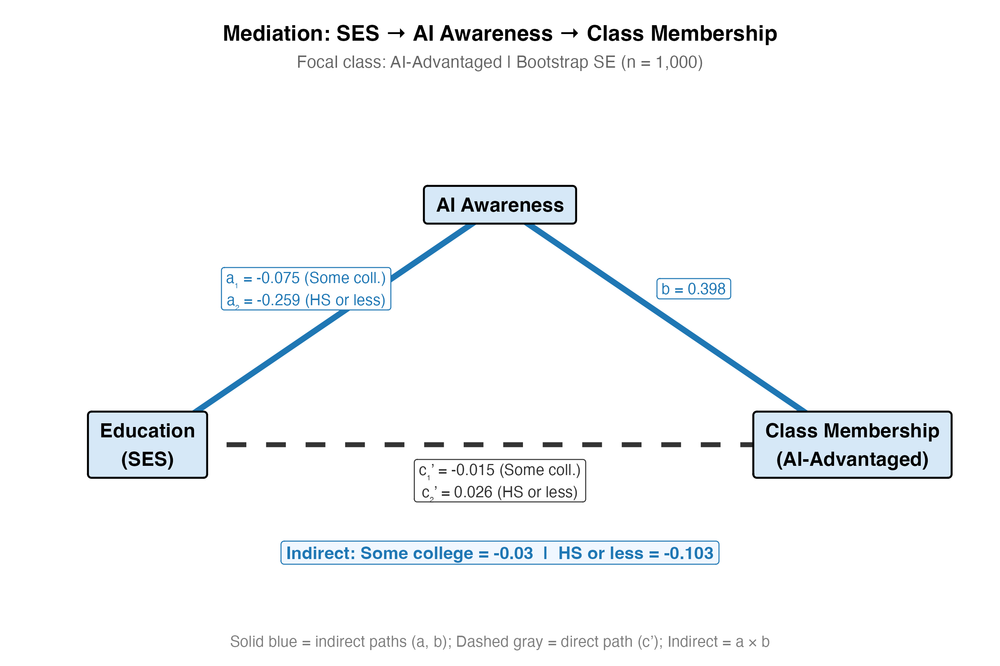 Mediation: SES → AI Awareness → Class Membership
Focal class: AI-Advantaged | Bootstrap SE (n = 1,000)
AI Awareness
a₁ = -0.075 (Some coll.)
a₂ = -0.259 (HS or less)
b = 0.398
Education
(SES)
Class Membership
(AI-Advantaged)
c₁’ = -0.015 (Some coll.)
c₂’ = 0.026 (HS or less)
Indirect: Some college = -0.03 | HS or less = -0.103
Solid blue = indirect paths (a, b); Dashed gray = direct path (c’); Indirect = a × b